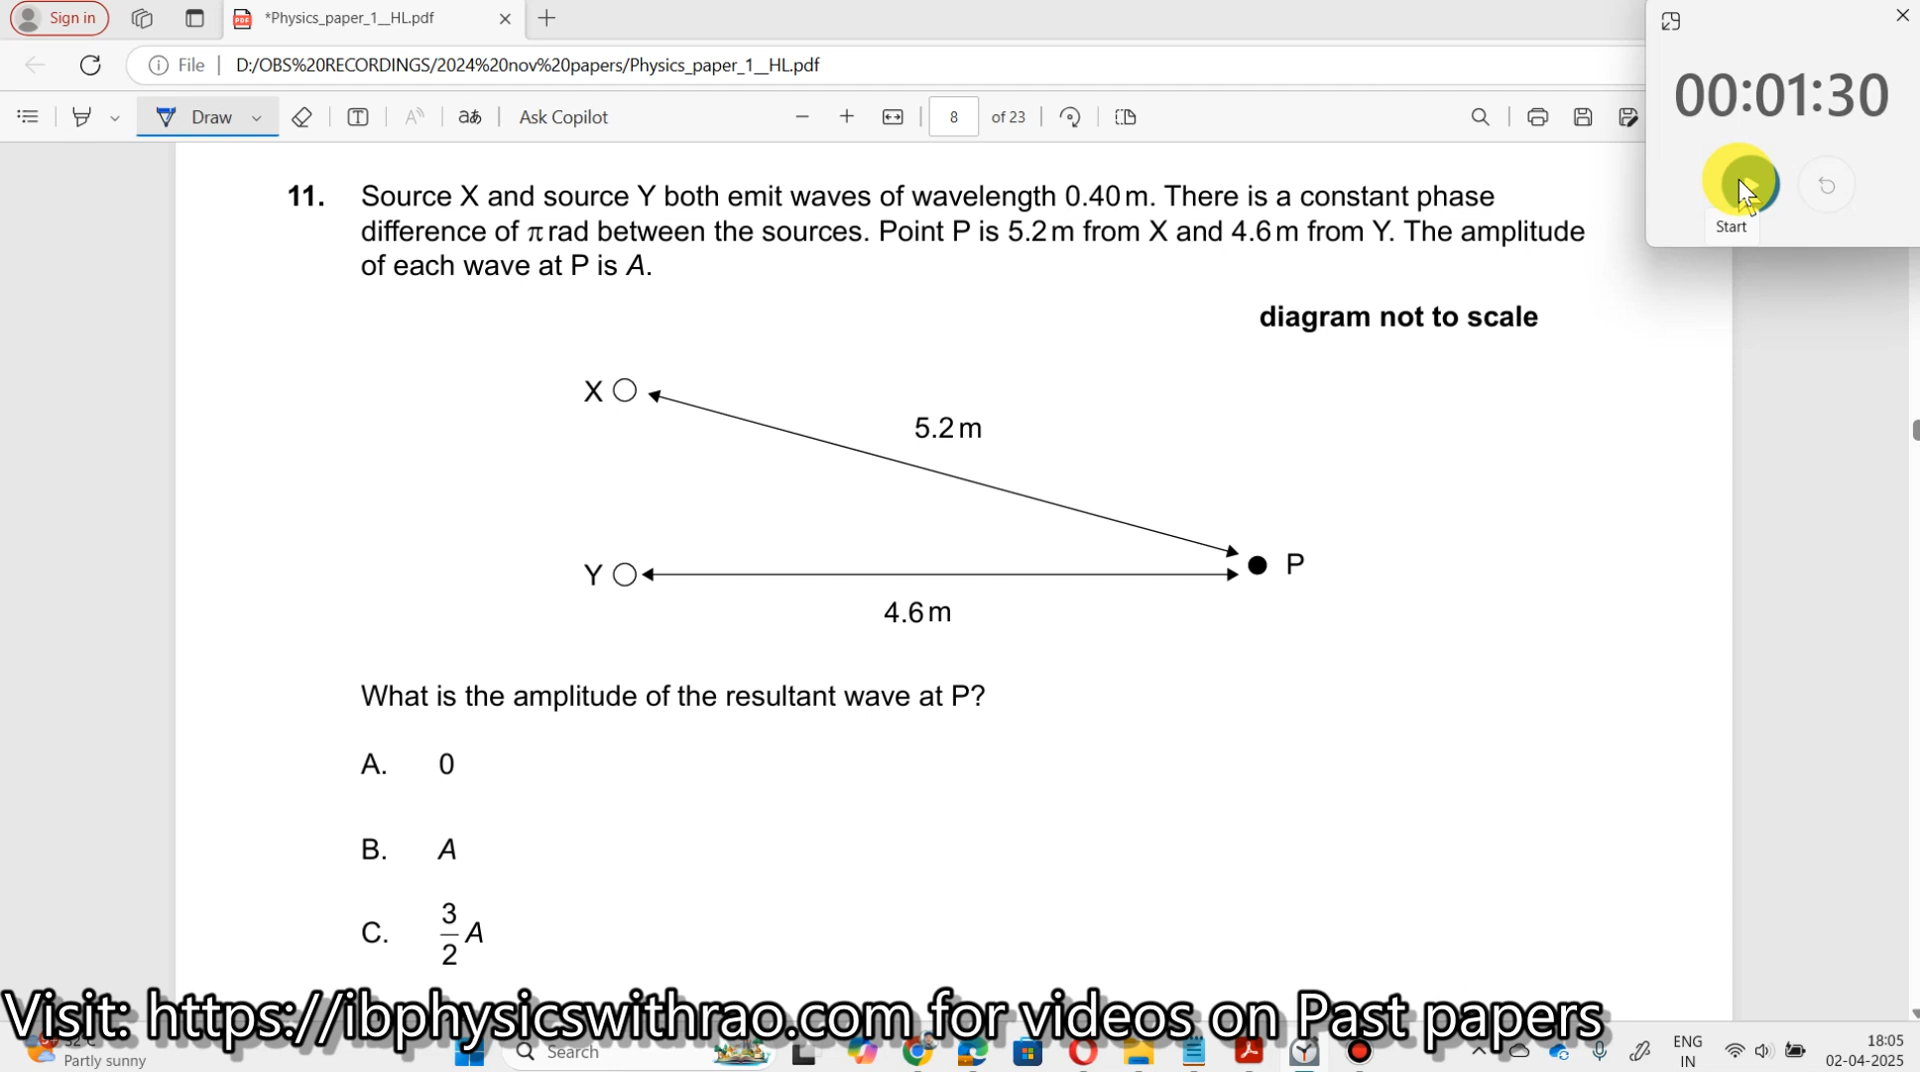 Sign in
*Physics_paper_1__HL.pdf
File
D:/OBS%20RECORDINGS/2024%20nov%20papers/Physics_paper_1__HL.pdf
Draw
T
A
aあ
Ask Copilot
8
of 23
00:01:30
Start
11. Source X and source Y both emit waves of wavelength 0.40 m. There is a constant phase
difference of π rad between the sources. Point P is 5.2 m from X and 4.6 m from Y. The amplitude
of each wave at P is A.
diagram not to scale
X
5.2 m
P
Y
4.6 m
What is the amplitude of the resultant wave at P?
A. 0
B. A
C. 3/2 A
Visit: https://ibphysicswithrao.com for videos on Past papers
Partly sunny
Search
ENG
IN
18:05
02-04-2025